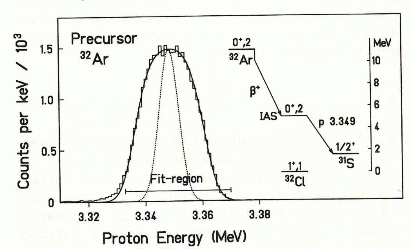 Counts per keV / 10³
1.5
1.0
0.5
0
Precursor
³²Ar
Fit-region
3.32
3.34
3.36
3.38
Proton Energy (MeV)
0⁺,2
³²Ar
β⁺
IAS
0⁺,2
p 3.349
1/2⁺
³¹S
1⁺,1
³²Cl
MeV
10
8
6
4
2
0